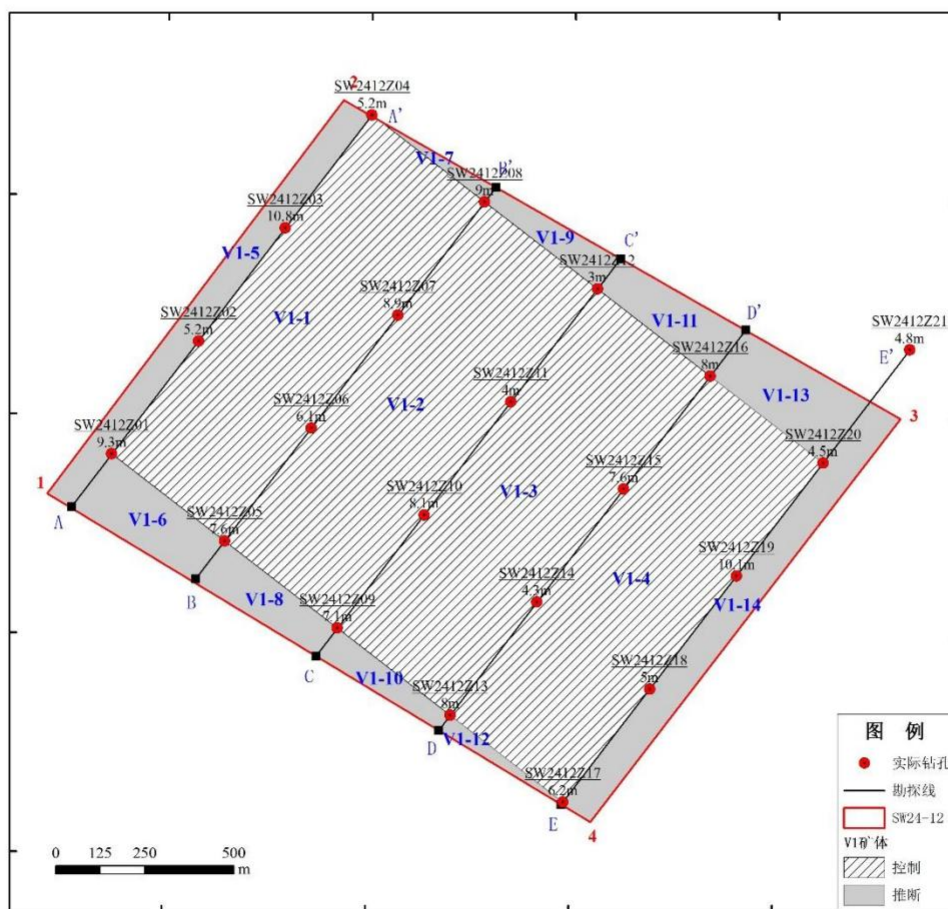 2
SW2412Z04
5.2m
A'
V1-7
B'
SW2412Z08
9m
SW2412Z03
10.8m
V1-5
V1-9
C'
SW2412Z12
3m
SW2412Z07
8.9m
V1-1
V1-11
D'
SW2412Z02
5.2m
SW2412Z21
4.8m
E'
SW2412Z16
8m
SW2412Z11
4m
V1-13
V1-2
3
SW2412Z06
6.1m
SW2412Z01
9.3m
SW2412Z20
4.5m
1
SW2412Z15
7.6m
V1-3
SW2412Z10
8.1m
A
V1-6
SW2412Z05
7.6m
SW2412Z19
10.1m
B
V1-8
SW2412Z14
4.3m
V1-4
V1-14
SW2412Z09
7.1m
C
V1-10
SW2412Z18
5m
SW2412Z13
8m
D
V1-12
SW2412Z17
6.2m
E
4
图 例
实际钻孔
勘探线
SW24-12
V1矿体
控制
推断
0 125 250 500
m